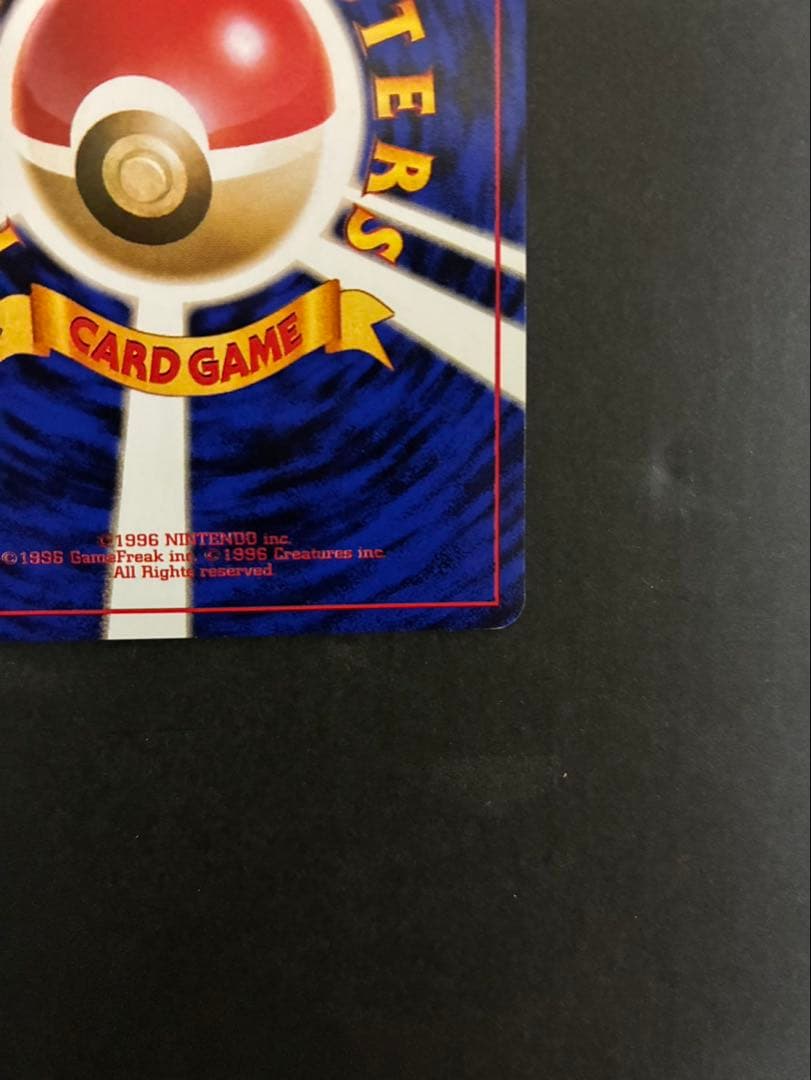 TERS
CARD GAME
©1996 NINTENDO inc.
©1996 GameFreak inc. ©1996 Creatures inc.
All Rights reserved.